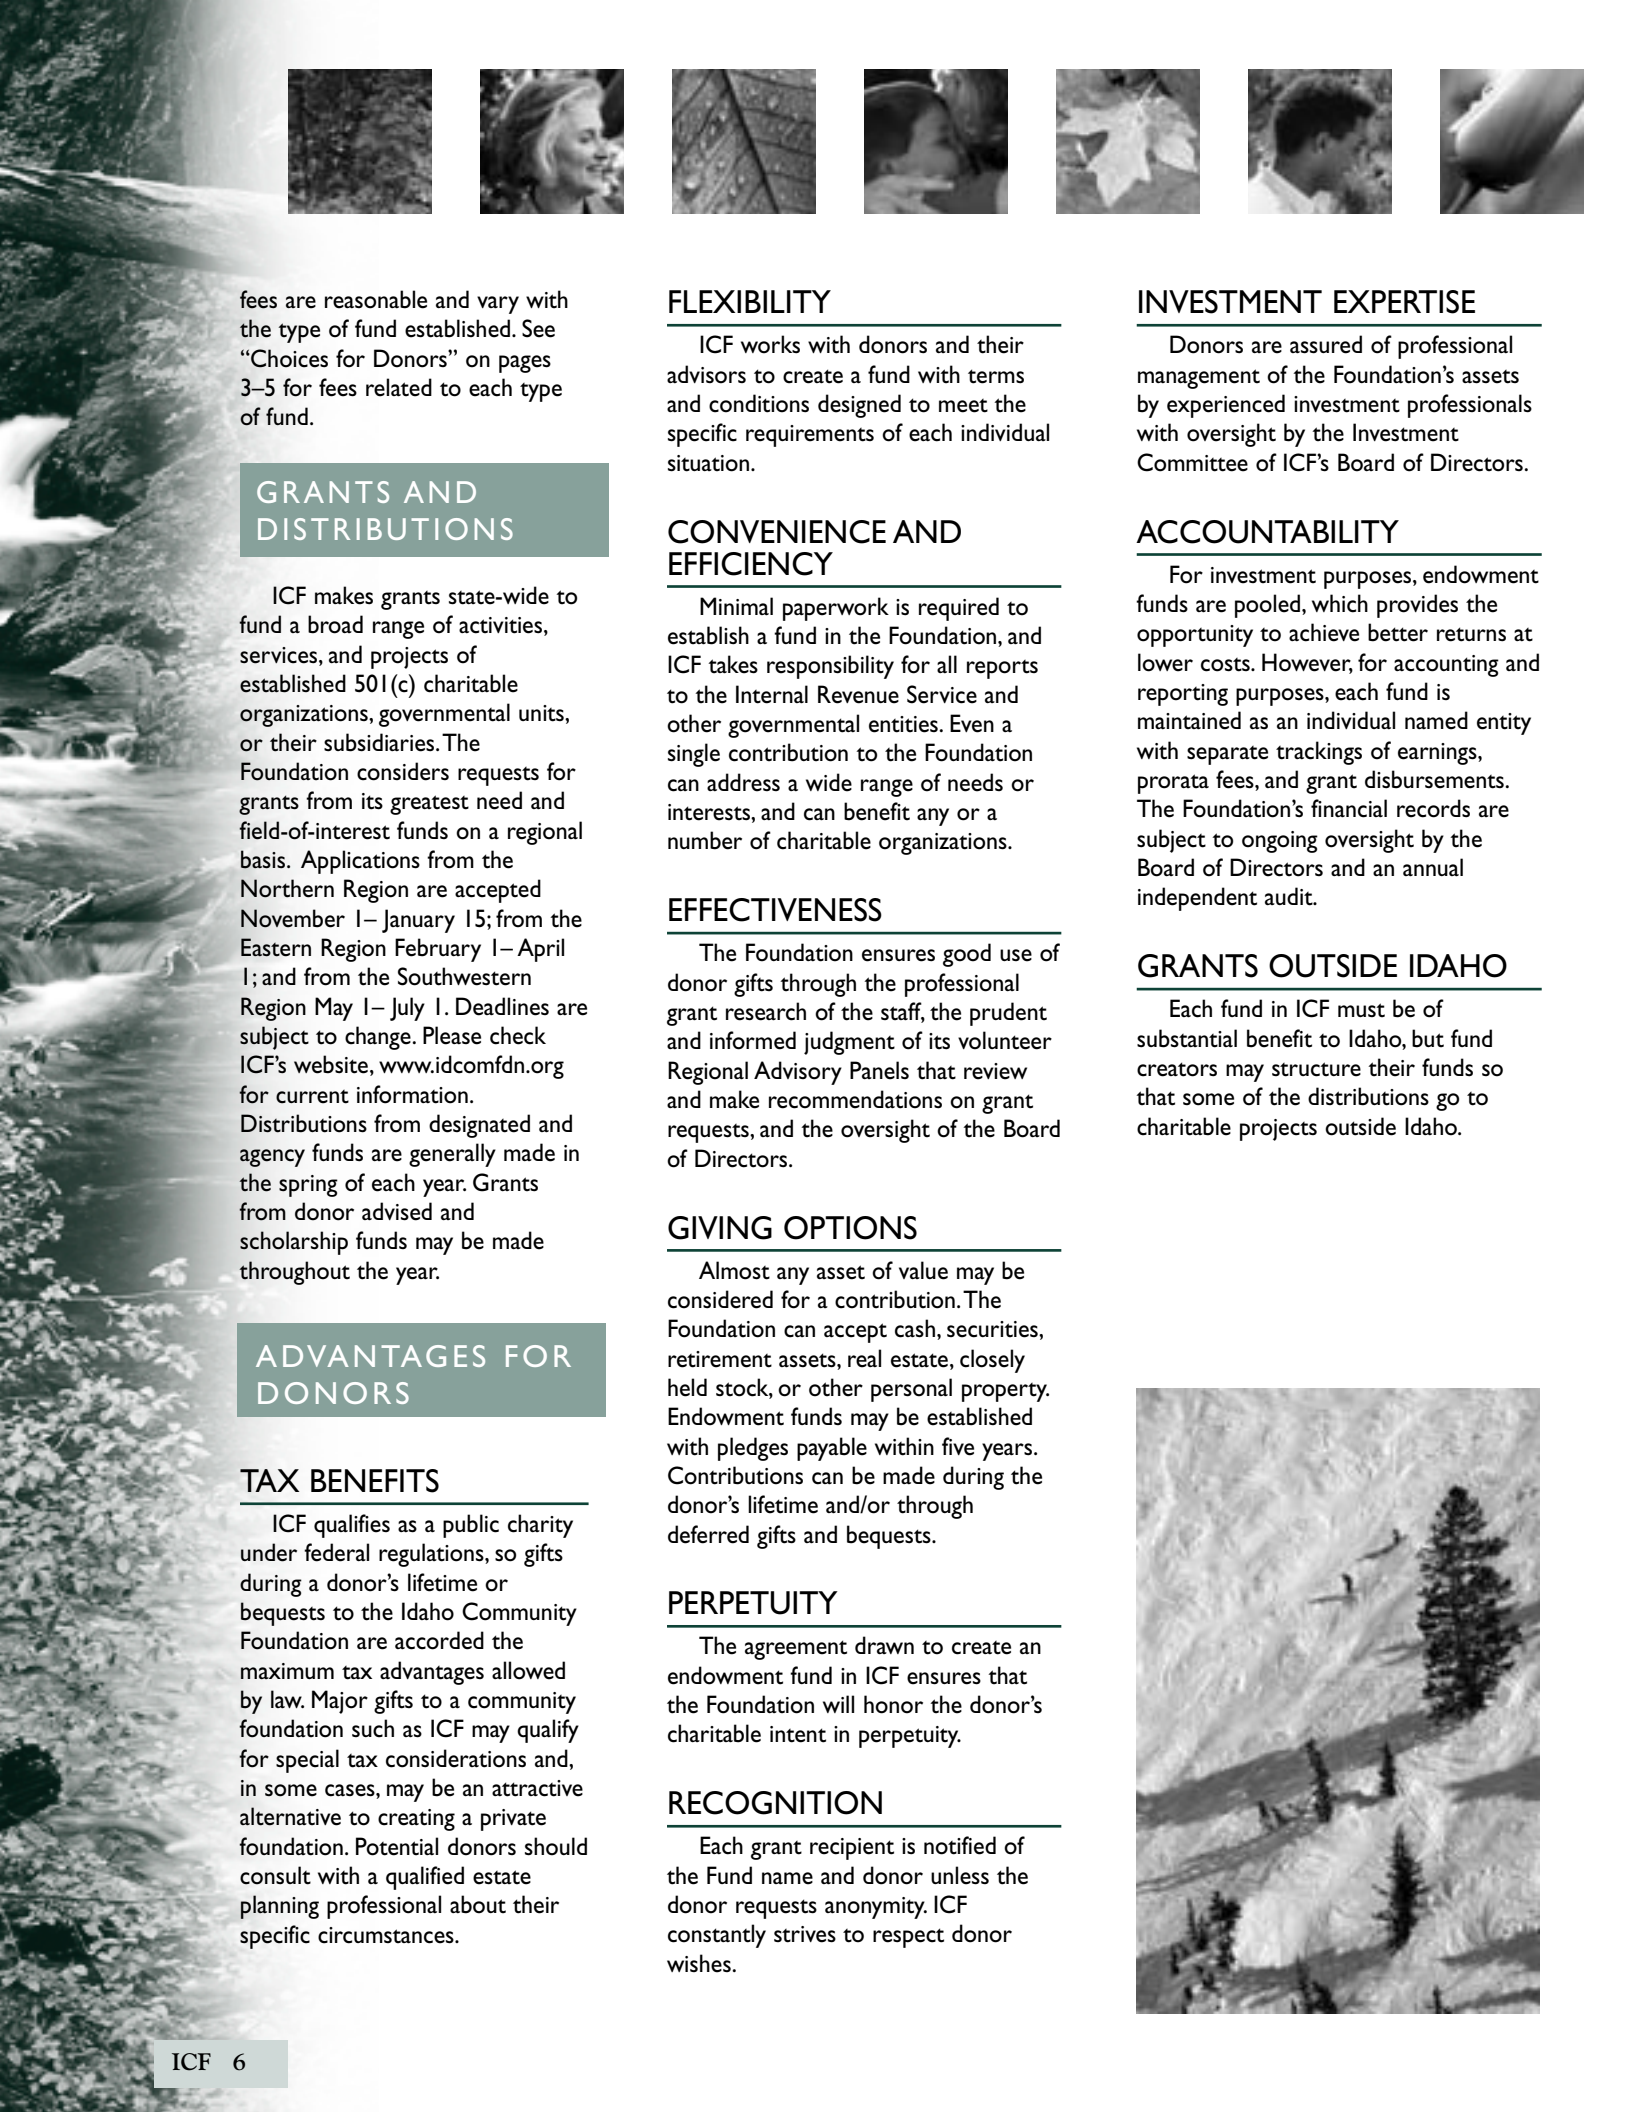 fees are reasonable and vary with
the type of fund established. See
“Choices for Donors” on pages
3–5 for fees related to each type
of fund.
GRANTS AND
DISTRIBUTIONS
ICF makes grants state-wide to
fund a broad range of activities,
services, and projects of
established 501(c) charitable
organizations, governmental units,
or their subsidiaries. The
Foundation considers requests for
grants from its greatest need and
field-of-interest funds on a regional
basis. Applications from the
Northern Region are accepted
November 1– January 15; from the
Eastern Region February 1– April
1; and from the Southwestern
Region May 1– July 1. Deadlines are
subject to change. Please check
ICF’s website, www.idcomfdn.org
for current information.
Distributions from designated and
agency funds are generally made in
the spring of each year. Grants
from donor advised and
scholarship funds may be made
throughout the year.
ADVANTAGES FOR
DONORS
TAX BENEFITS
ICF qualifies as a public charity
under federal regulations, so gifts
during a donor’s lifetime or
bequests to the Idaho Community
Foundation are accorded the
maximum tax advantages allowed
by law. Major gifts to a community
foundation such as ICF may qualify
for special tax considerations and,
in some cases, may be an attractive
alternative to creating a private
foundation. Potential donors should
consult with a qualified estate
planning professional about their
specific circumstances.
FLEXIBILITY
ICF works with donors and their
advisors to create a fund with terms
and conditions designed to meet the
specific requirements of each individual
situation.
CONVENIENCE AND
EFFICIENCY
Minimal paperwork is required to
establish a fund in the Foundation, and
ICF takes responsibility for all reports
to the Internal Revenue Service and
other governmental entities. Even a
single contribution to the Foundation
can address a wide range of needs or
interests, and can benefit any or a
number of charitable organizations.
EFFECTIVENESS
The Foundation ensures good use of
donor gifts through the professional
grant research of the staff, the prudent
and informed judgment of its volunteer
Regional Advisory Panels that review
and make recommendations on grant
requests, and the oversight of the Board
of Directors.
GIVING OPTIONS
Almost any asset of value may be
considered for a contribution. The
Foundation can accept cash, securities,
retirement assets, real estate, closely
held stock, or other personal property.
Endowment funds may be established
with pledges payable within five years.
Contributions can be made during the
donor’s lifetime and/or through
deferred gifts and bequests.
PERPETUITY
The agreement drawn to create an
endowment fund in ICF ensures that
the Foundation will honor the donor’s
charitable intent in perpetuity.
RECOGNITION
Each grant recipient is notified of
the Fund name and donor unless the
donor requests anonymity. ICF
constantly strives to respect donor
wishes.
INVESTMENT EXPERTISE
Donors are assured of professional
management of the Foundation’s assets
by experienced investment professionals
with oversight by the Investment
Committee of ICF’s Board of Directors.
ACCOUNTABILITY
For investment purposes, endowment
funds are pooled, which provides the
opportunity to achieve better returns at
lower costs. However, for accounting and
reporting purposes, each fund is
maintained as an individual named entity
with separate trackings of earnings,
prorata fees, and grant disbursements.
The Foundation’s financial records are
subject to ongoing oversight by the
Board of Directors and an annual
independent audit.
GRANTS OUTSIDE IDAHO
Each fund in ICF must be of
substantial benefit to Idaho, but fund
creators may structure their funds so
that some of the distributions go to
charitable projects outside Idaho.
ICF 6